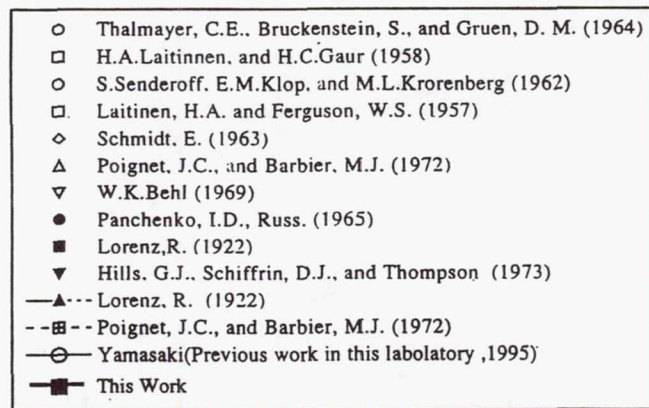 Thalmayer, C.E., Bruckenstein, S., and Gruen, D. M. (1964)
H.A.Laitinnen, and H.C.Gaur (1958)
S.Senderoff, E.M.Klop, and M.L.Krorenberg (1962)
Laitinen, H.A. and Ferguson, W.S. (1957)
Schmidt, E. (1963)
Poignet, J.C., and Barbier, M.J. (1972)
W.K.Behl (1969)
Panchenko, I.D., Russ. (1965)
Lorenz,R. (1922)
Hills, G.J., Schiffrin, D.J., and Thompson (1973)
Lorenz, R. (1922)
Poignet, J.C., and Barbier, M.J. (1972)
Yamasaki(Previous work in this labolatory ,1995)
This Work